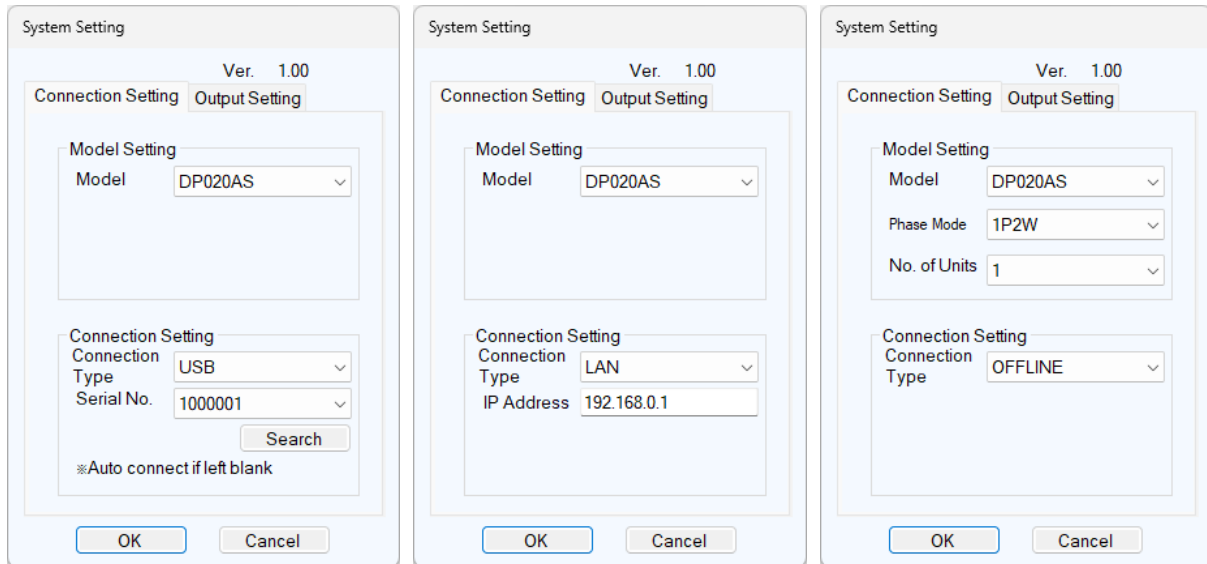 System Setting
Ver. 1.00
Connection Setting Output Setting
Model Setting
Model DP020AS
Connection Setting
Connection
Type USB
Serial No. 1000001
Search
※Auto connect if left blank
OK Cancel
System Setting
Ver. 1.00
Connection Setting Output Setting
Model Setting
Model DP020AS
Connection Setting
Connection
Type LAN
IP Address 192.168.0.1
OK Cancel
System Setting
Ver. 1.00
Connection Setting Output Setting
Model Setting
Model DP020AS
Phase Mode 1P2W
No. of Units 1
Connection Setting
Connection
Type OFFLINE
OK Cancel